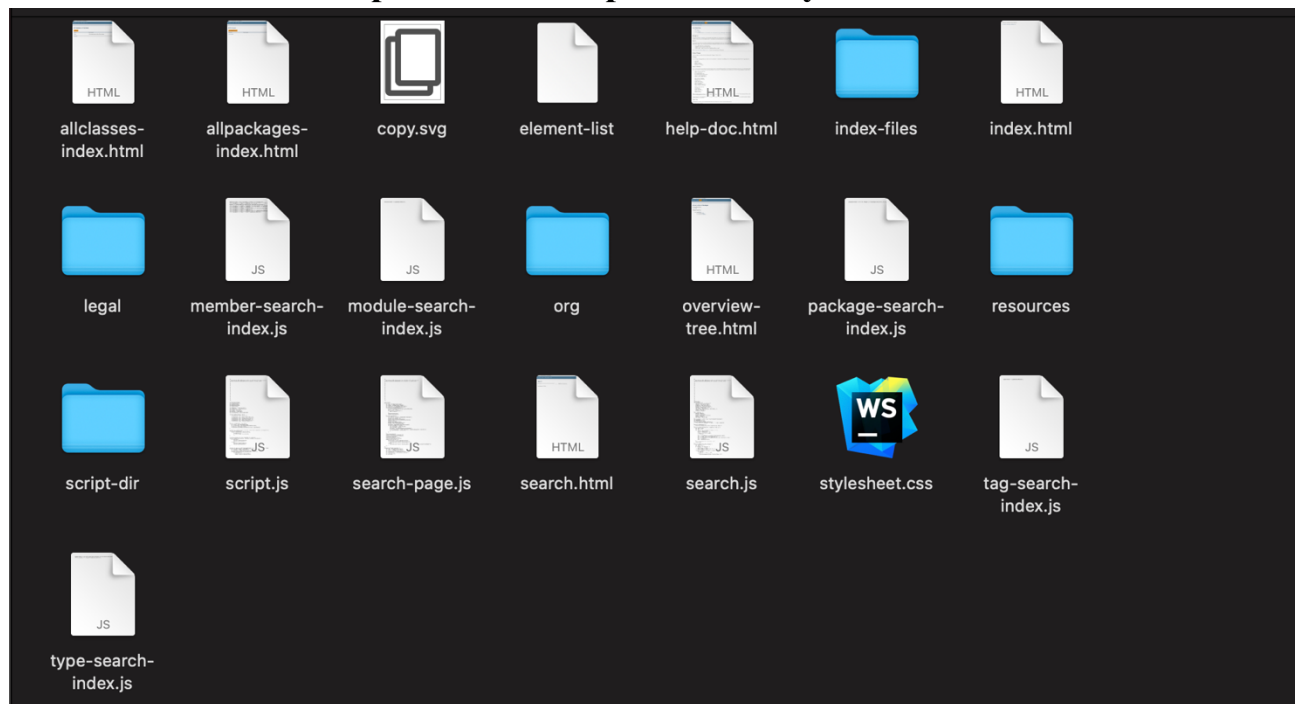 HTML HTML HTML HTML
allclasses- allpackages- copy.svg element-list help-doc.html index-files index.html
index.html index.html
JS JS HTML JS
legal member-search- module-search- org overview- package-search- resources
index.js index.js tree.html index.js
JS JS HTML JS WS JS
script-dir script.js search-page.js search.html search.js stylesheet.css tag-search-
index.js
JS
type-search-
index.js